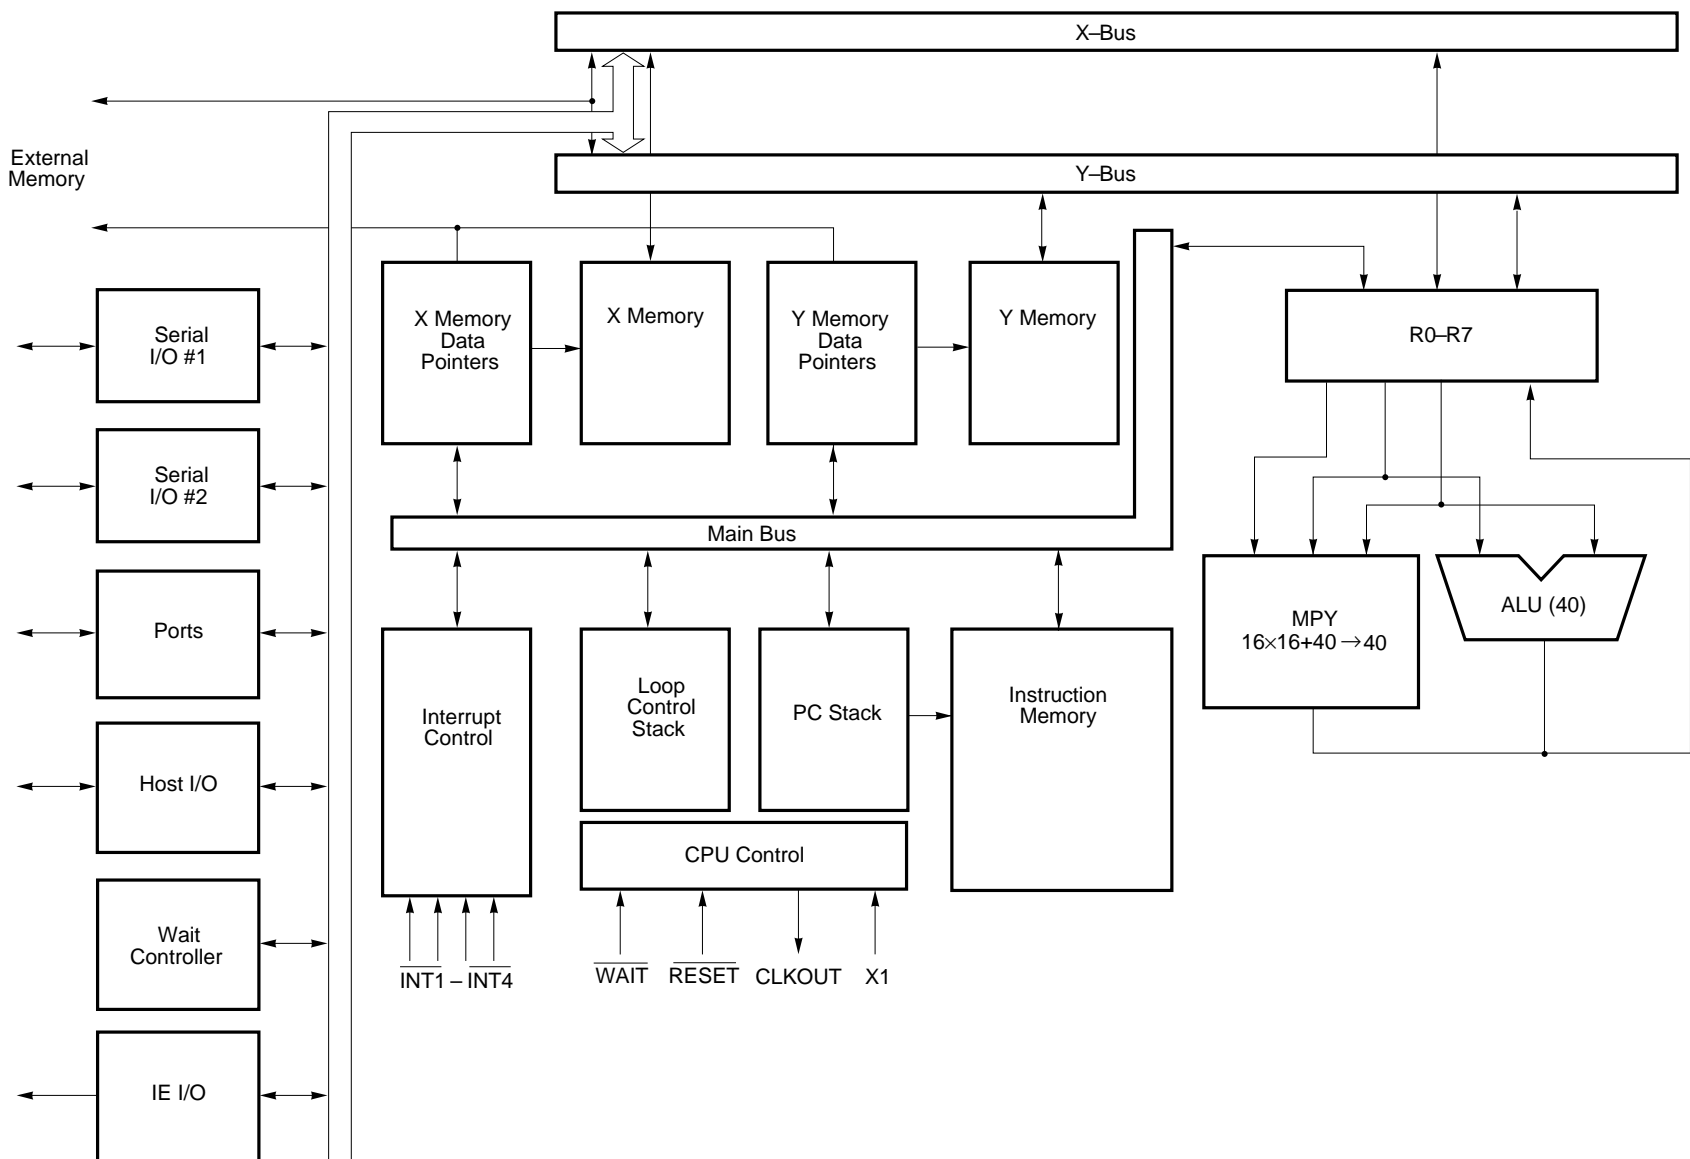 X–Bus
External
Memory
Y–Bus
Serial
I/O #1
X Memory
Data
Pointers
X Memory
Y Memory
Data
Pointers
Y Memory
R0–R7
Serial
I/O #2
Main Bus
Ports
MPY
16×16+40→40
ALU (40)
Interrupt
Control
Loop
Control
Stack
PC Stack
Instruction
Memory
Host I/O
CPU Control
Wait
Controller
INT1 – INT4
WAIT
RESET
CLKOUT
X1
IE I/O